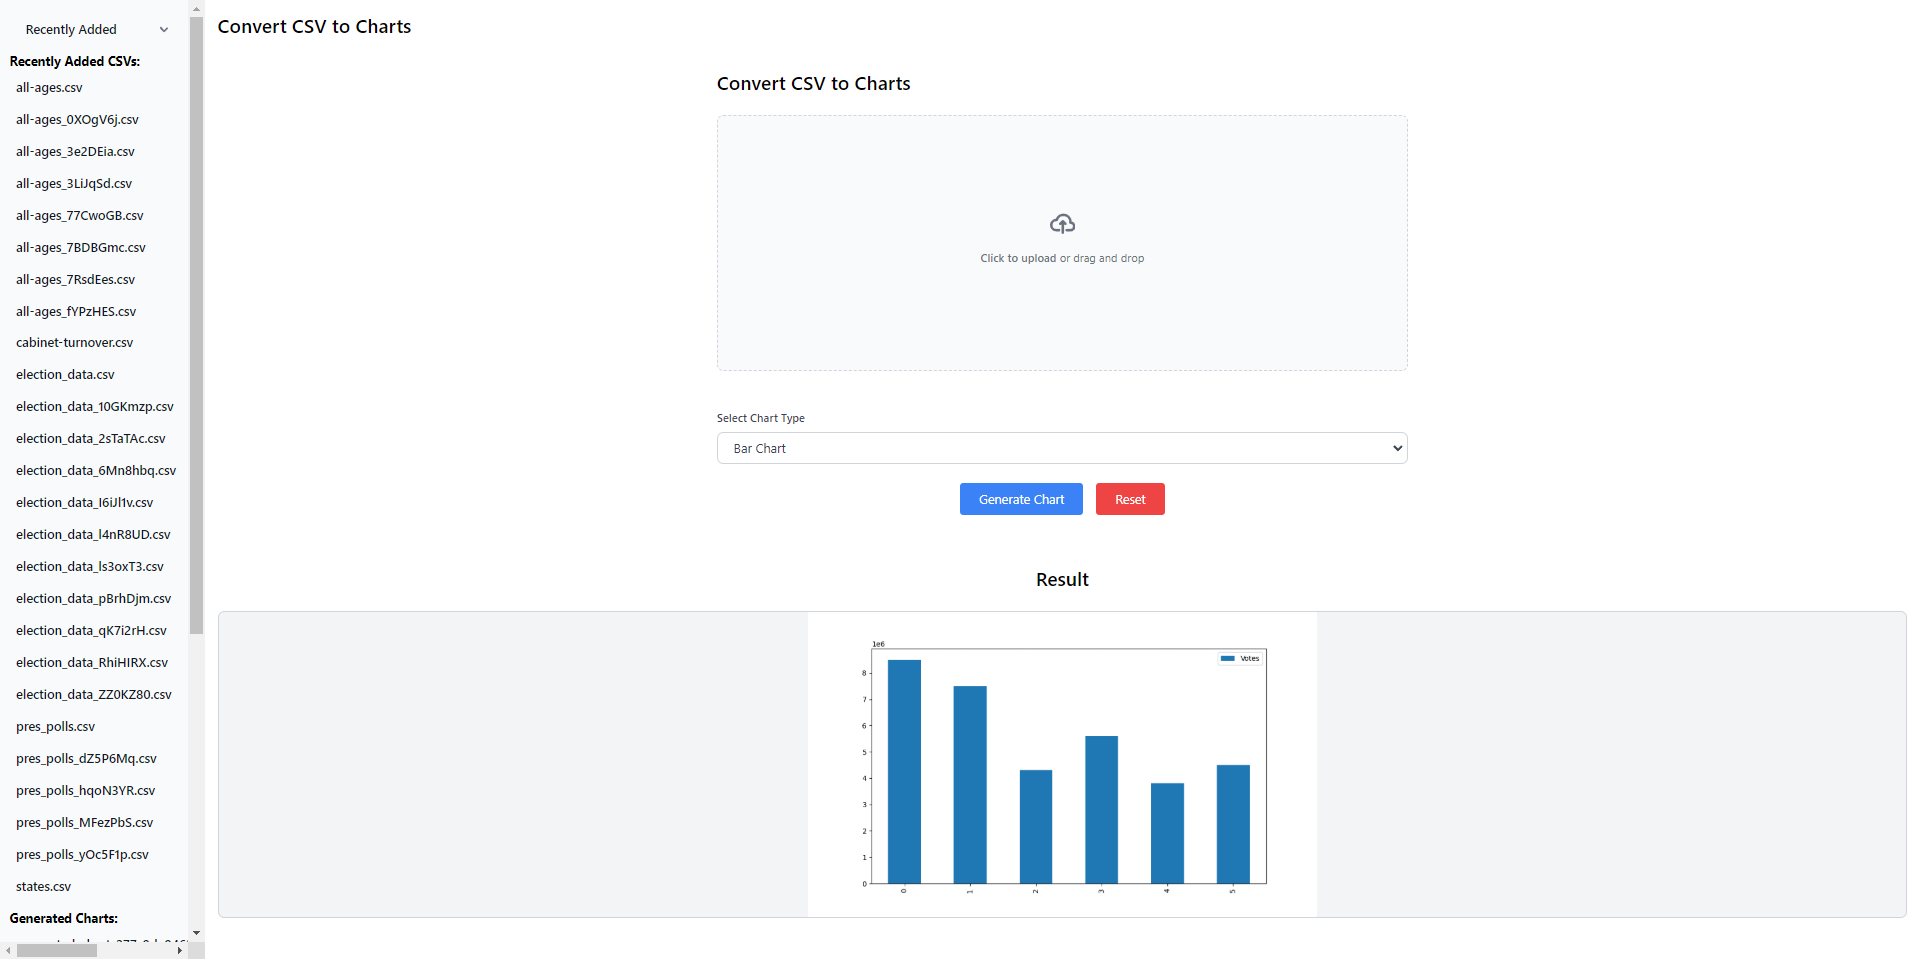 Recently Added
Recently Added CSVs:
all-ages.csv
all-ages_0XOgV6j.csv
all-ages_3e2DEia.csv
all-ages_3LiJqSd.csv
all-ages_77CwoGB.csv
all-ages_7BDBGmc.csv
all-ages_7RsdEes.csv
all-ages_fYPzHES.csv
cabinet-turnover.csv
election_data.csv
election_data_10GKmzp.csv
election_data_2sTaTAc.csv
election_data_6Mn8hbq.csv
election_data_I6iJl1v.csv
election_data_l4nR8UD.csv
election_data_ls3oxT3.csv
election_data_pBrhDjm.csv
election_data_qK7i2rH.csv
election_data_RhiHIRX.csv
election_data_ZZ0KZ80.csv
pres_polls.csv
pres_polls_dZ5P6Mq.csv
pres_polls_hqoN3YR.csv
pres_polls_MFezPbS.csv
pres_polls_yOc5F1p.csv
states.csv
Generated Charts:
Convert CSV to Charts
Convert CSV to Charts
Click to upload or drag and drop
Select Chart Type
Bar Chart
Generate Chart
Reset
Result
1e6
Votes
8
7
6
5
4
3
2
1
0
0 1 2 3 4 5